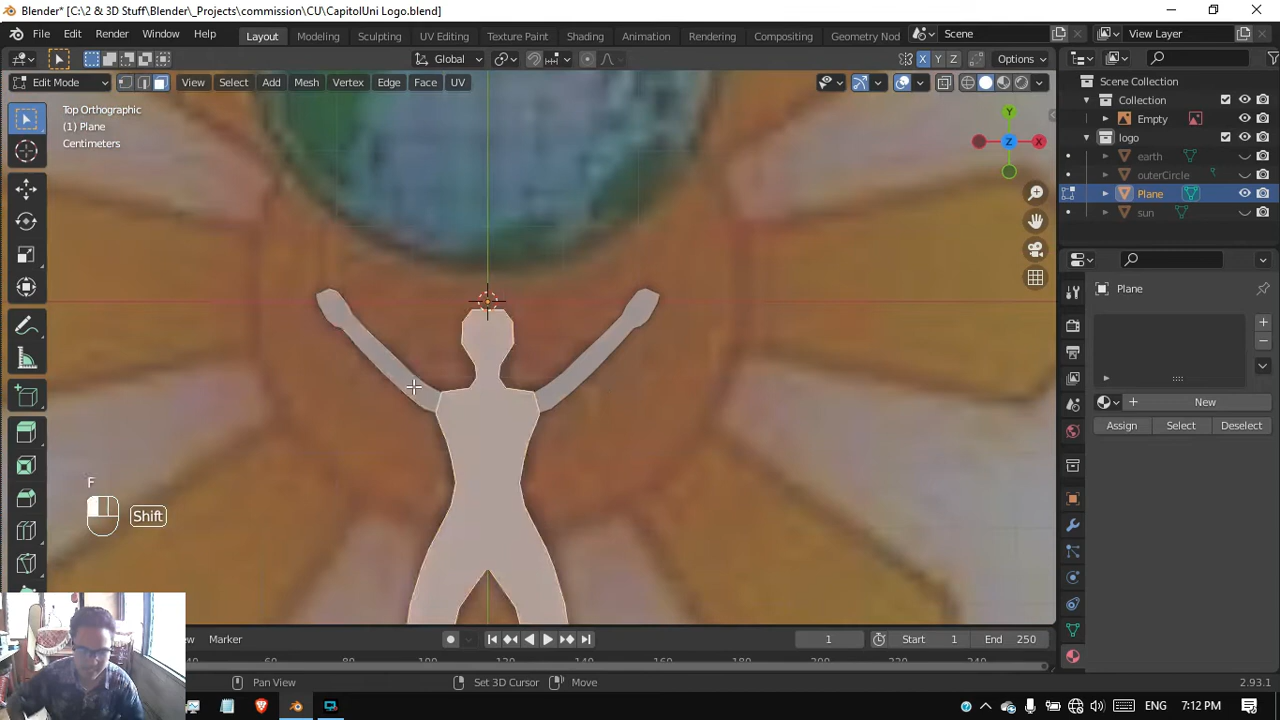 Blender* [C:\2 & 3D Stuff\Blender\_Projects\commission\CU\CapitolUni Logo.blend]
File Edit Render Window Help Layout Modeling Sculpting UV Editing Texture Paint Shading Animation Rendering Compositing Geometry Nod Scene View Layer
Global X Y Z Options
Edit Mode View Select Add Mesh Vertex Edge Face UV
Scene Collection
Collection
Empty
logo
earth
outerCircle
Plane
sun
Top Orthographic
(1) Plane
Centimeters
Y
Z
X
Plane
New
Assign Select Deselect
F
Shift
Marker
1 Start 1 End 250
Pan View Set 3D Cursor Move 2.93.1
ENG 7:12 PM